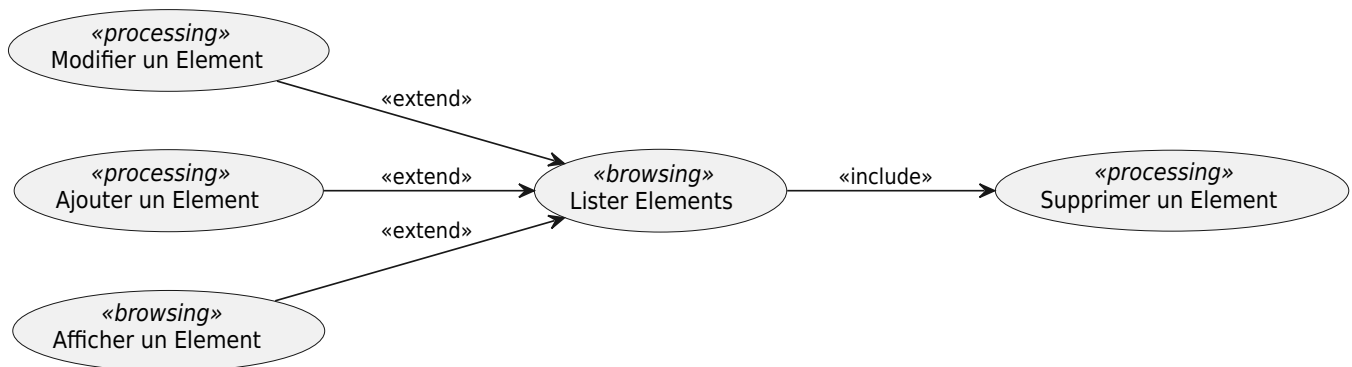 «processing»
Modifier un Element
«extend»
«processing»
Ajouter un Element
«extend»
«browsing»
Lister Elements
«include»
«processing»
Supprimer un Element
«extend»
«browsing»
Afficher un Element